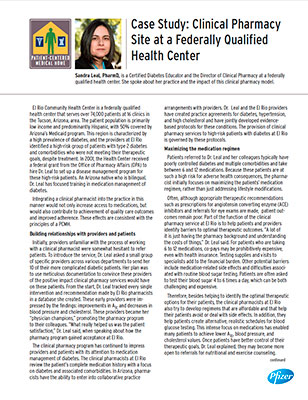 PATIENT-CENTERED
MEDICAL HOME
Case Study: Clinical Pharmacy
Site at a Federally Qualified
Health Center
Sandra Leal, PharmD, is a Certified Diabetes Educator and the Director of Clinical Pharmacy at a federally
qualified health center. She spoke about her practice and the impact of this clinical pharmacy model.
El Rio Community Health Center is a federally qualified
health center that serves over 74,000 patients at 16 clinics in
the Tucson, Arizona, area. The patient population is primarily
low income and predominantly Hispanic, with 50% covered by
Arizona's Medicaid program. This region is characterized by
a high prevalence of diabetes, and the providers at El Rio
identified a high-risk group of patients with type 2 diabetes
and comorbidities who were not meeting their therapeutic
goals, despite treatment. In 2001, the Health Center received
a federal grant from the Office of Pharmacy Affairs (OPA) to
hire Dr. Leal to set up a disease management program for
these high-risk patients. An Arizona native who is bilingual,
Dr. Leal has focused training in medication management of
diabetes.
Integrating a clinical pharmacist into the practice in this
manner would not only increase access to medications, but
would also contribute to achievement of quality care outcomes
and improved adherence. These efforts are consistent with the
principles of a PCMH.
Building relationships with providers and patients
Initially, providers unfamiliar with the process of working
with a clinical pharmacist were somewhat hesitant to refer
patients. To introduce the service, Dr. Leal asked a small group
of specific providers across various departments to send her
10 of their more complicated diabetic patients. Her plan was
to use meticulous documentation to convince these providers
of the positive impact clinical pharmacy services would have
on these patients. From the start, Dr. Leal tracked every single
intervention and recommendation made by El Rio pharmacists
in a database she created. These early providers were im-
pressed by the findings: improvements in A1C and decreases in
blood pressure and cholesterol. These providers became her
"physician champions," promoting the pharmacy program
to their colleagues. "What really helped us was the patient
satisfaction," Dr. Leal said, when speaking about how the
pharmacy program gained acceptance at El Rio.
The clinical pharmacy program has continued to impress
providers and patients with its attention to medication
management of diabetes. The clinical pharmacists at El Rio
review the patient's complete medication history with a focus
on diabetes and associated comorbidities. In Arizona, pharma-
cists have the ability to enter into collaborative practice
arrangements with providers. Dr. Leal and the El Rio providers
have created practice agreements for diabetes, hypertension,
and high cholesterol and have jointly developed evidence-
based protocols for these conditions. The provision of clinical
pharmacy services to high-risk patients with diabetes at El Rio
is governed by these protocols.
Maximizing the medication regimen
Patients referred to Dr. Leal and her colleagues typically have
uncontrolled diabetes and multiple comorbidities and take
between 6 and 12 medications. Because these patients are at
such a high risk for adverse health consequences, the pharma-
cist initially focuses on maximizing the patients' medication
regimen, rather than just addressing lifestyle modifications.
Often, although appropriate therapeutic recommendations
such as prescriptions for angiotensin converting enzyme (ACE)
inhibitors and referrals for eye exams are made, patient out-
comes remain poor. Part of the function of the clinical
pharmacy service at El Rio is to help patients and providers
identify barriers to optimal therapeutic outcomes. "A lot of
it is just having the pharmacy background and understanding
the costs of things," Dr. Leal said. For patients who are taking
6 to 12 medications, co-pays may be prohibitively expensive,
even with health insurance. Testing supplies and visits to
specialists add to the financial burden. Other potential barriers
include medication-related side effects and difficulties associ-
ated with routine blood sugar testing. Patients are often asked
to test their blood sugar 4 to 6 times a day, which can be both
challenging and expensive.
Therefore, besides helping to identify the optimal therapeutic
options for their patients, the clinical pharmacists at El Rio
also try to develop regimens that are affordable and that help
their patients avoid or deal with side effects. In addition, they
help patients create alternative, realistic schedules for blood
glucose testing. This intense focus on medications has enabled
many patients to achieve lower A1C, blood pressure, and
cholesterol values. Once patients have better control of their
therapeutic goals, Dr. Leal explained, they may become more
open to referrals for nutritional and exercise counseling,
continued
Pfizer